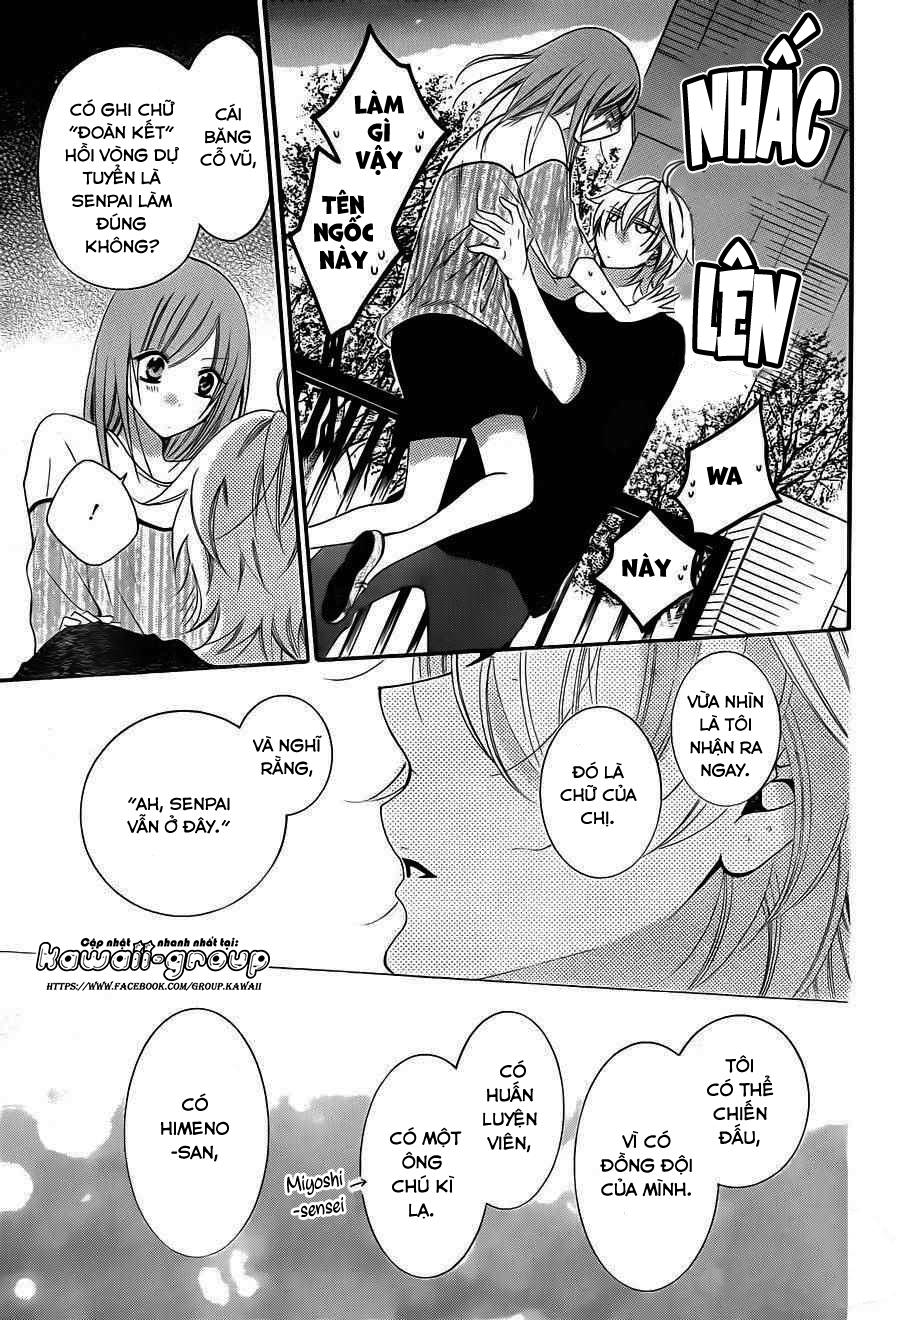 NHẤC
LÊN
LÀM
GÌ
VẬY
TÊN
NGỐC
NÀY
WA
NÀY
CÁI
BĂNG
CỖ VŨ,
CÓ GHI CHỮ
"ĐOÀN KẾT"
HỒI VÒNG DỰ
TUYỂN LÀ
SENPAI LÀM
ĐÚNG
KHÔNG?
!
VỪA NHÌN
LÀ TÔI
NHẬN RA
NGAY.
ĐÓ LÀ
CHỮ CỦA
CHỊ.
VÀ NGHĨ
RẰNG,
"AH, SENPAI
VẪN Ở ĐÂY."
Cập nhật nhanh nhất tại:
kawaii-group
HTTPS://WWW.FACEBOOK.COM/GROUP.KAWAII
TÔI
CÓ THỂ
CHIẾN
ĐẤU,
VÌ CÓ
ĐỒNG ĐỘI
CỦA MÌNH.
CÓ
HUẤN
LUYỆN
VIÊN,
CÓ MỘT
ÔNG
CHÚ KÌ
LẠ.
Miyoshi
-sensei
CÓ
HIMENO
-SAN,